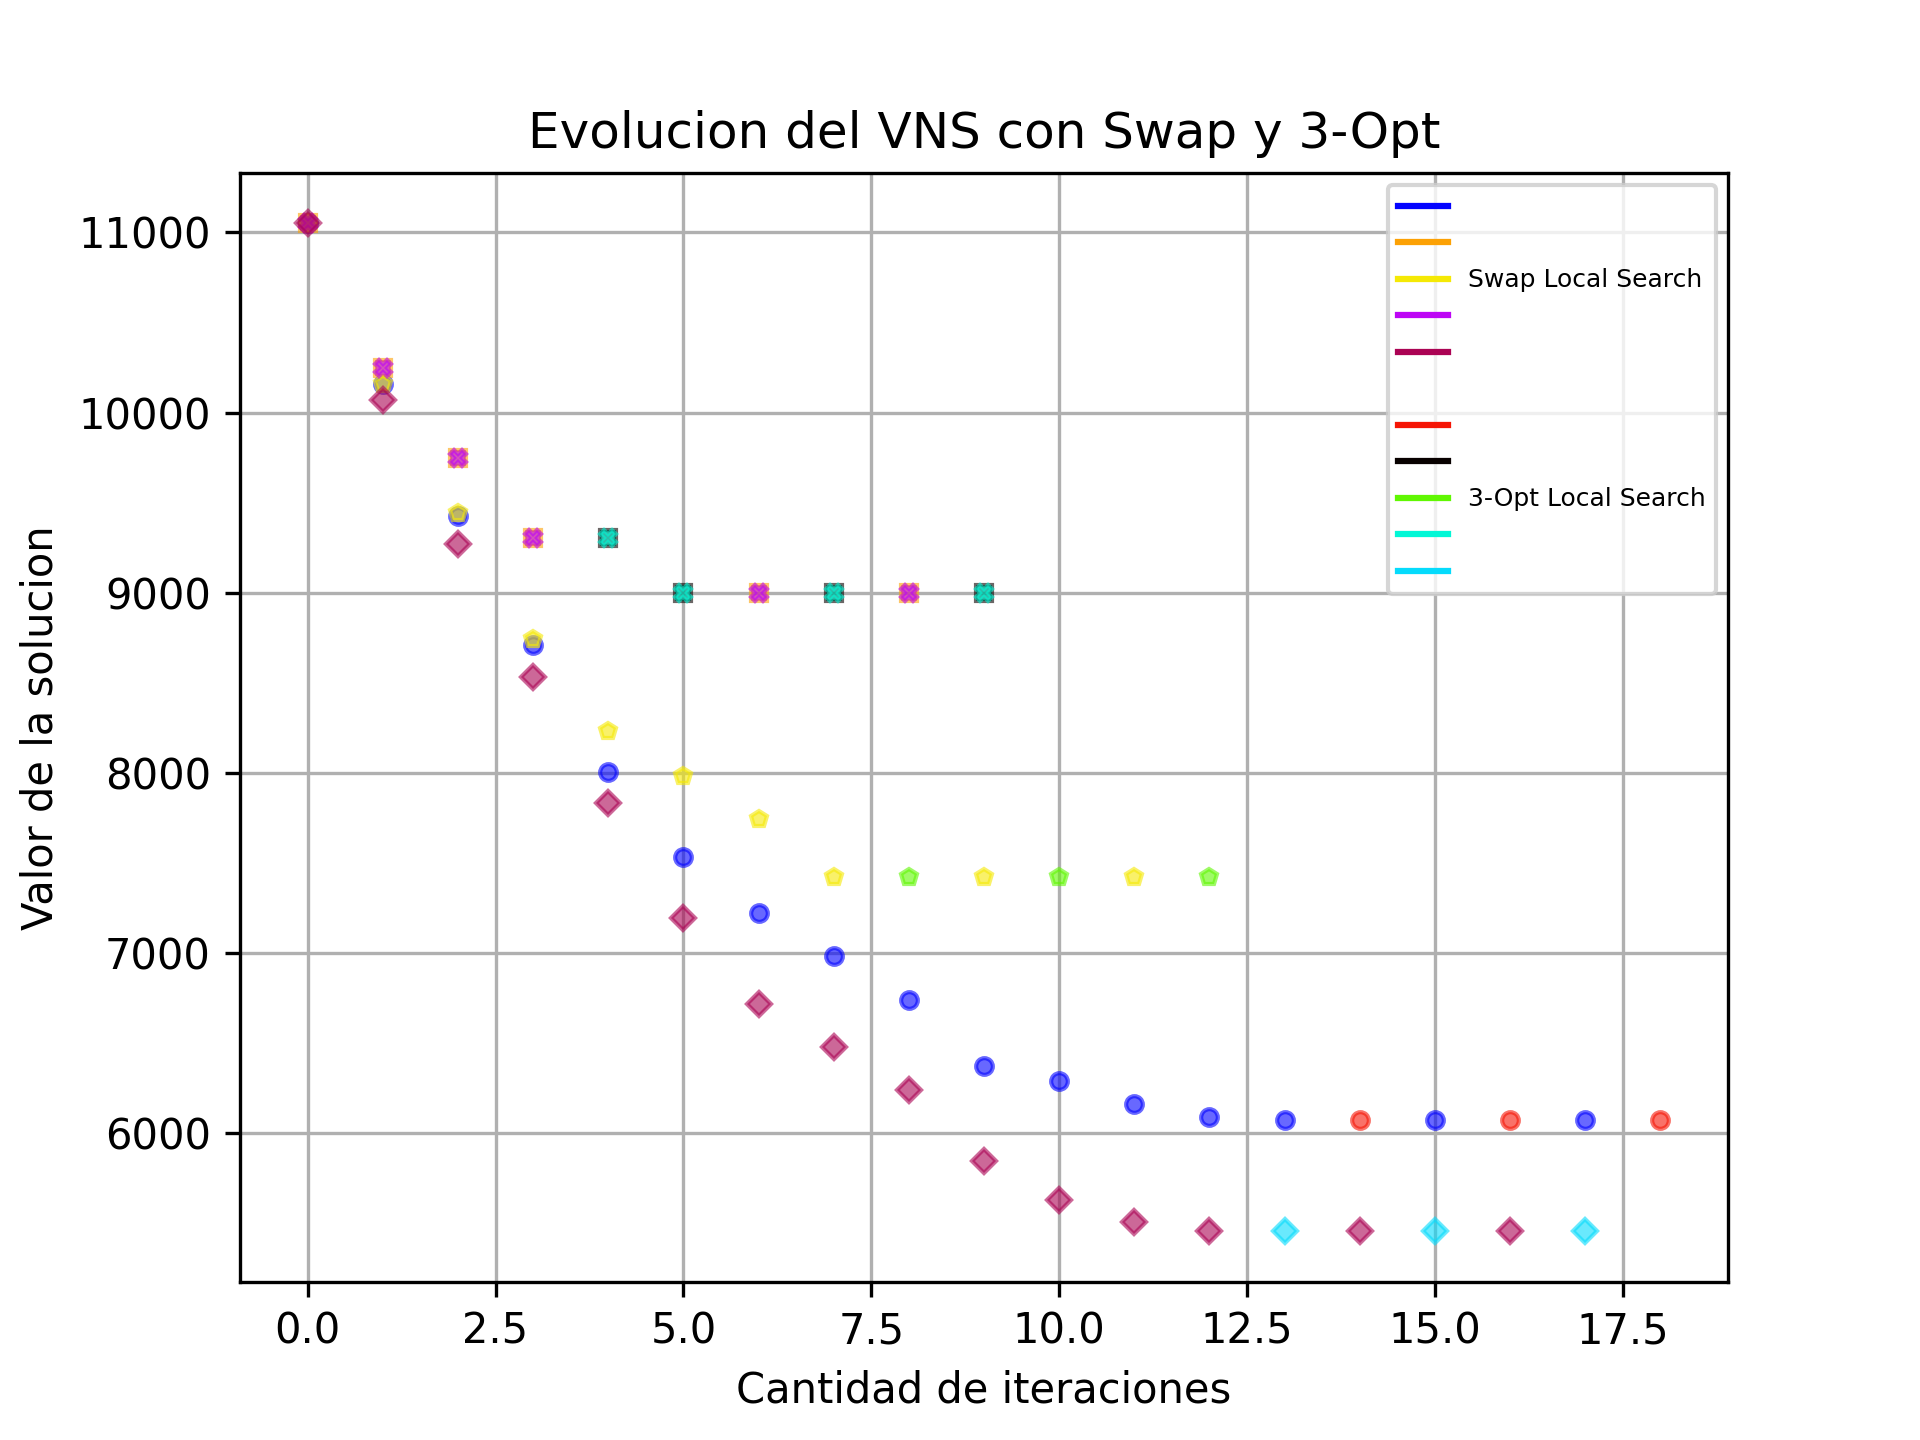 Evolucion del VNS con Swap y 3-Opt
11000
10000
9000
8000
7000
6000
Valor de la solucion
Swap Local Search
3-Opt Local Search
0.0 2.5 5.0 7.5 10.0 12.5 15.0 17.5
Cantidad de iteraciones